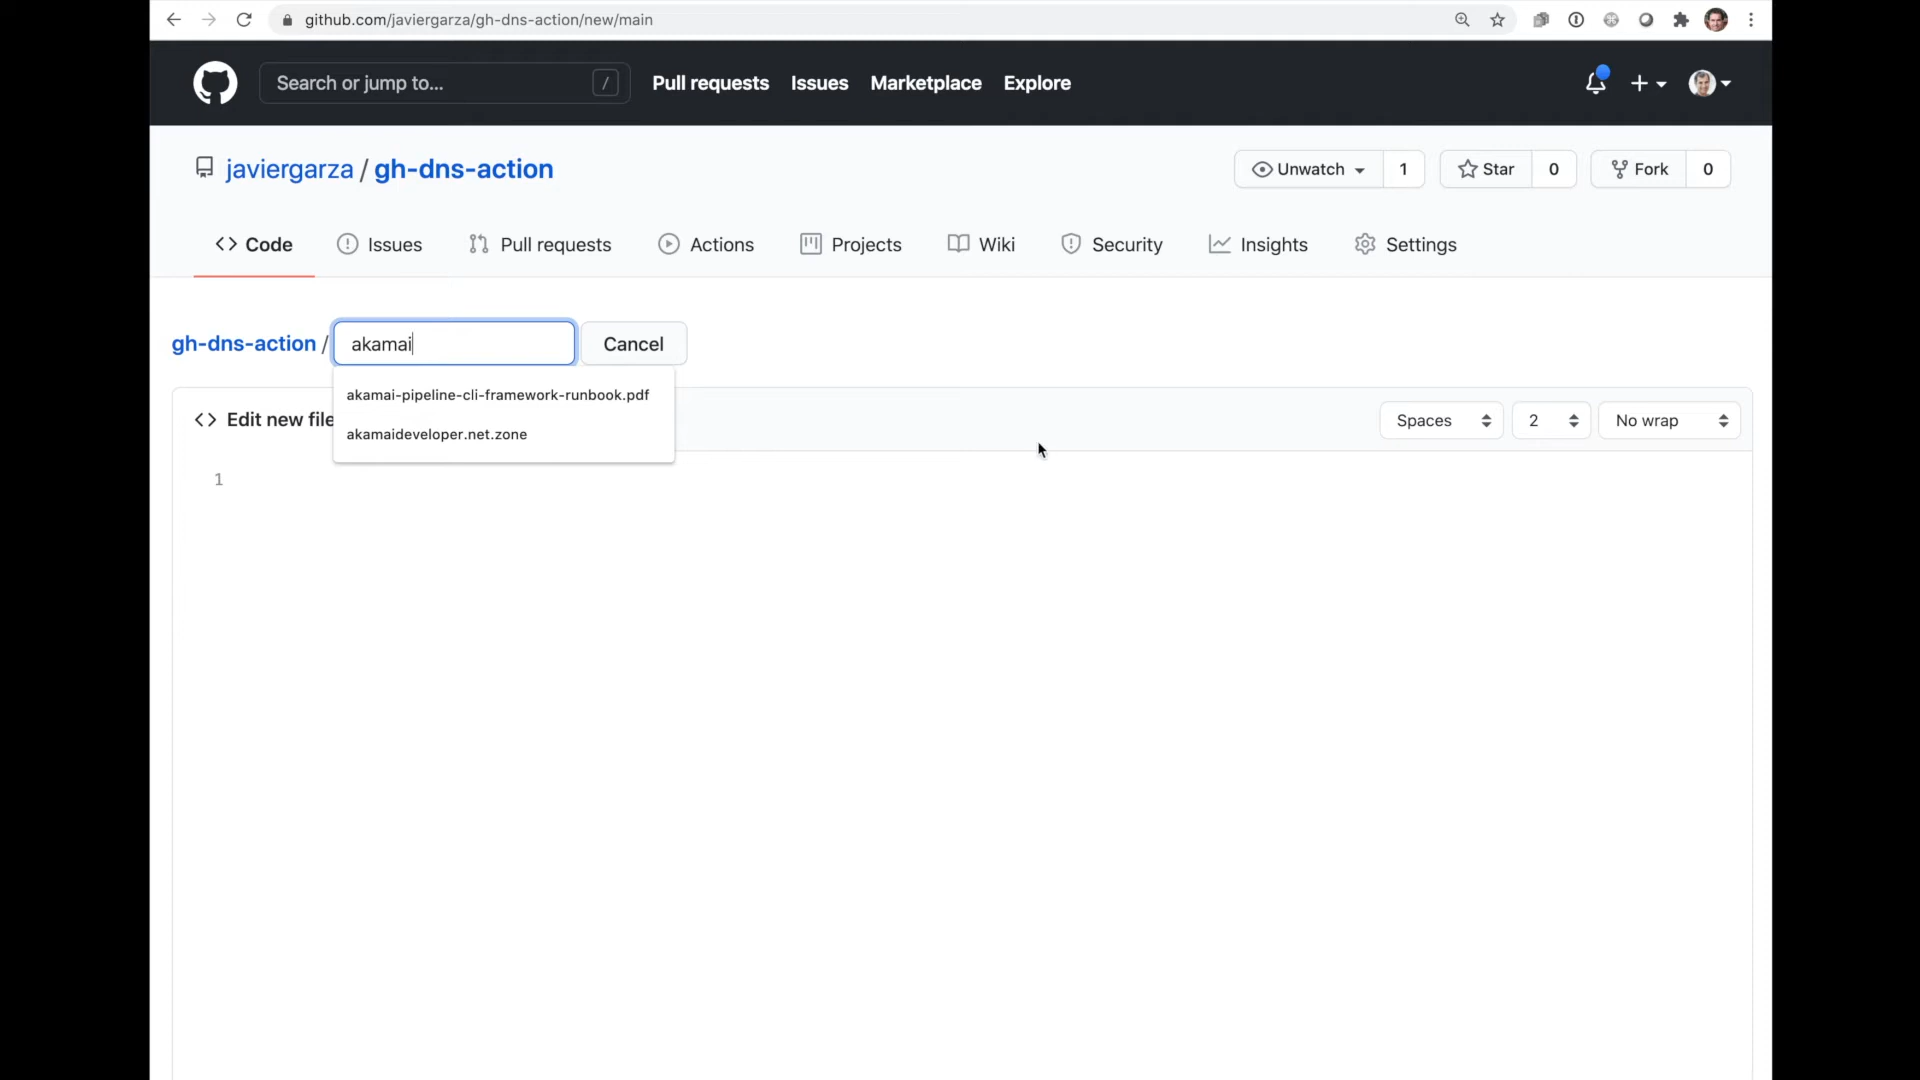 github.com/javiergarza/gh-dns-action/new/main
Search or jump to... /
Pull requests Issues Marketplace Explore
javiergarza / gh-dns-action
Unwatch 1 Star 0 Fork 0
Code Issues Pull requests Actions Projects Wiki Security Insights Settings
gh-dns-action / akamai Cancel
akamai-pipeline-cli-framework-runbook.pdf
<> Edit new file Spaces 2 No wrap
akamaideveloper.net.zone
1